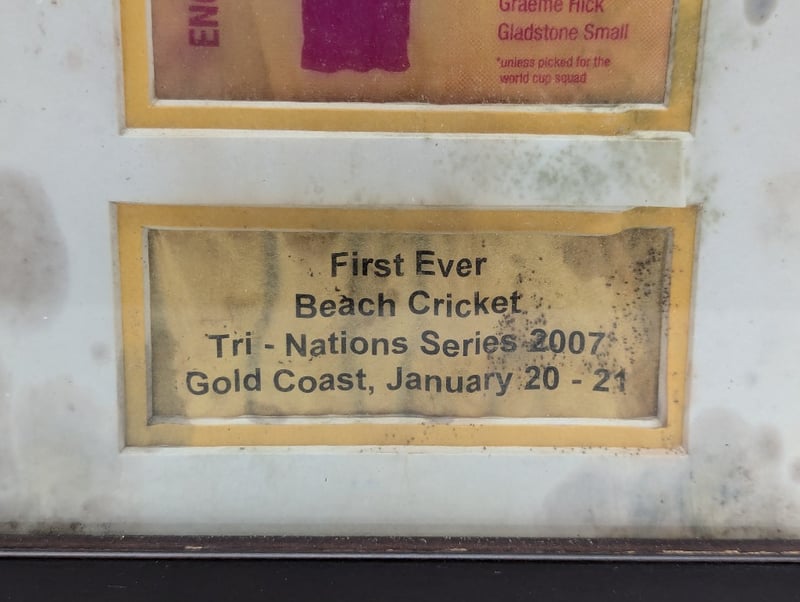 ENG
Graeme Hick
Gladstone Small
*unless picked for the
world cup squad
First Ever
Beach Cricket
Tri - Nations Series 2007
Gold Coast, January 20 - 21